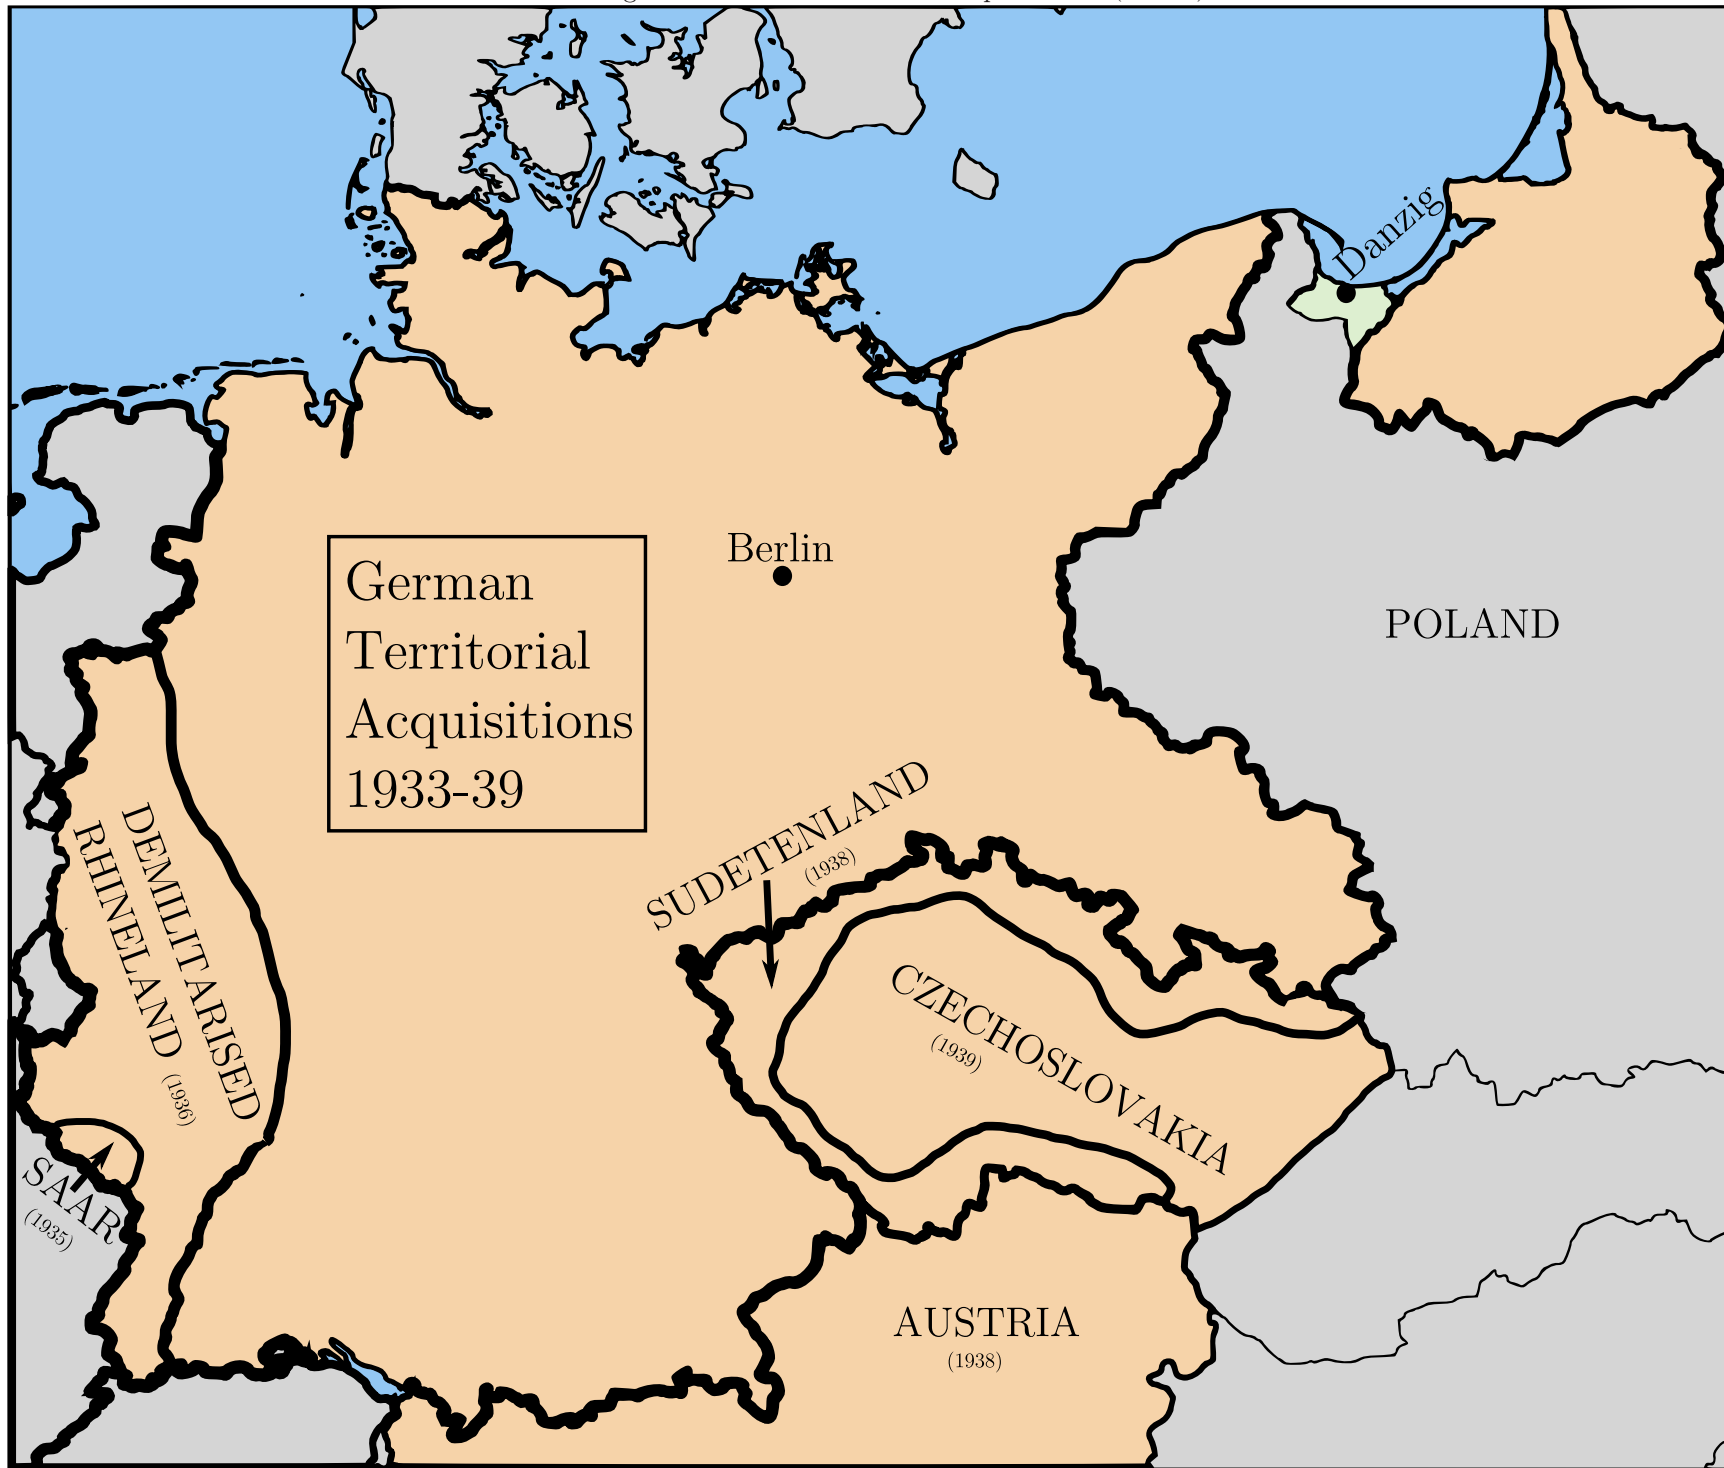 Danzig
Berlin
German
Territorial
Acquisitions
1933-39
POLAND
SUDETENLAND
(1938)
DEMILITARISED
RHINELAND (1936)
CZECHOSLOVAKIA
(1939)
SAAR
(1935)
AUSTRIA
(1938)